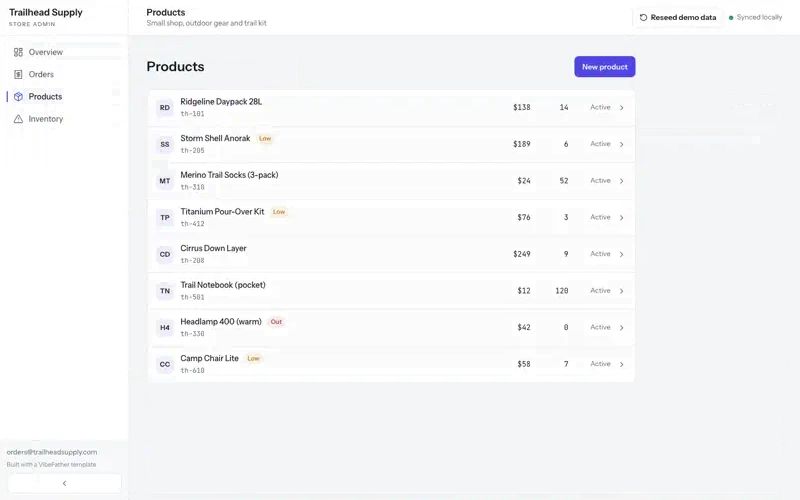 Trailhead Supply
STORE ADMIN
Overview
Orders
Products
Inventory
orders@trailheadsupply.com
Built with a VibeFather template
Products
Small shop, outdoor gear and trail kit
Reseed demo data
Synced locally
Products
New product
RD Ridgeline Daypack 28L $138 14 Active
th-101
SS Storm Shell Anorak Low $189 6 Active
th-205
MT Merino Trail Socks (3-pack) $24 52 Active
th-310
TP Titanium Pour-Over Kit Low $76 3 Active
th-412
CD Cirrus Down Layer $249 9 Active
th-208
TN Trail Notebook (pocket) $12 120 Active
th-501
H4 Headlamp 400 (warm) Out $42 0 Active
th-330
CC Camp Chair Lite Low $58 7 Active
th-610